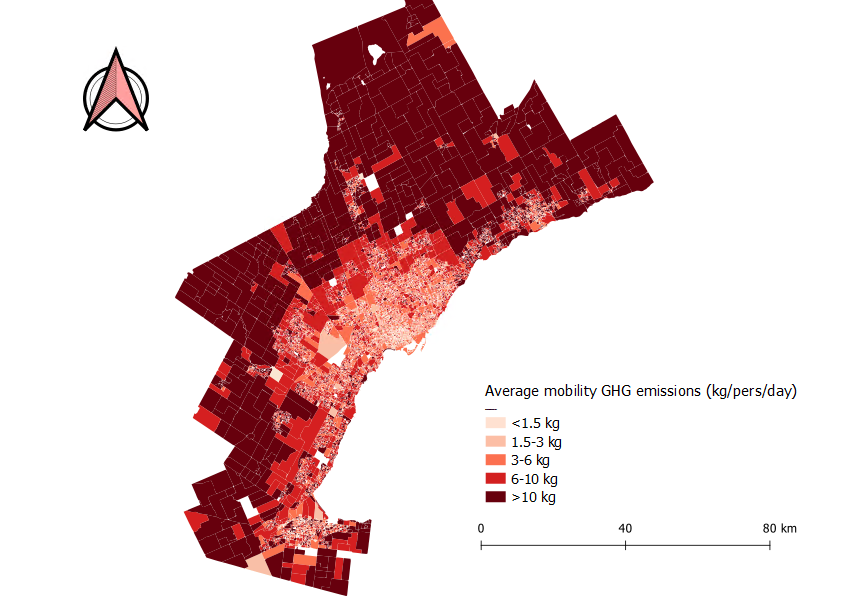 Average mobility GHG emissions (kg/pers/day)
<1.5 kg
1.5-3 kg
3-6 kg
6-10 kg
>10 kg
0 40 80 km